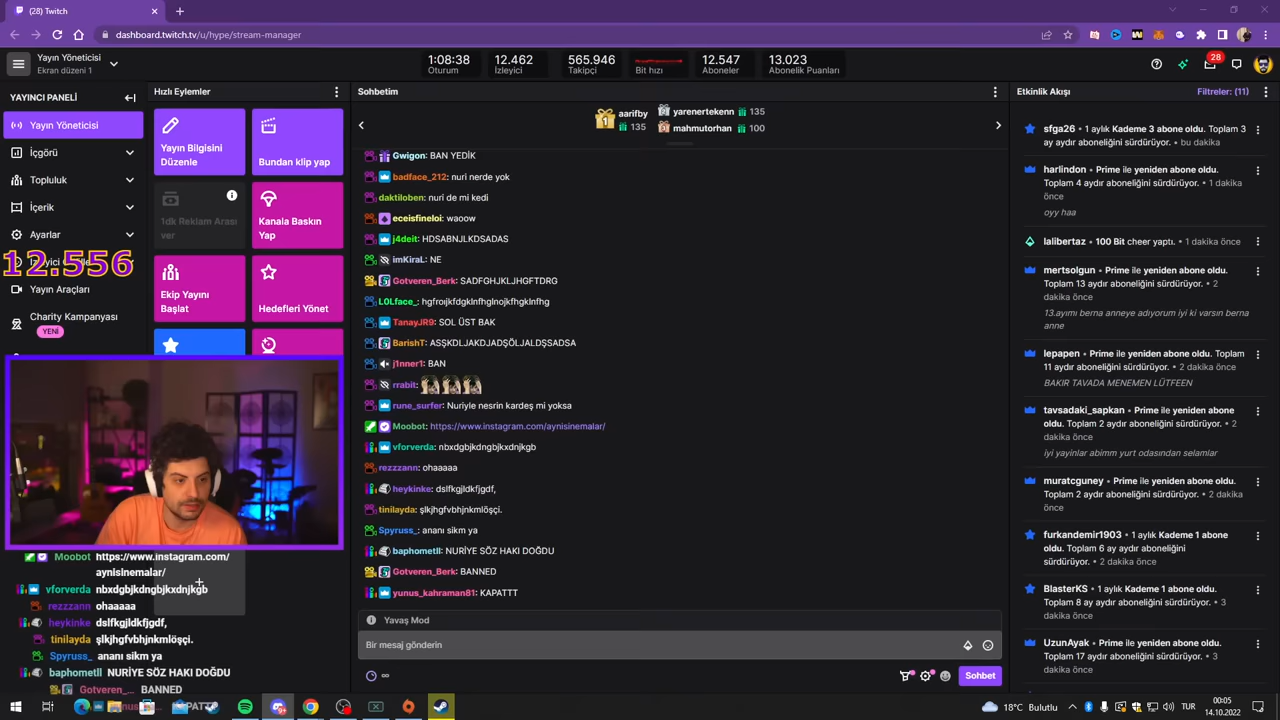 (28) Twitch
dashboard.twitch.tv/u/hype/stream-manager
Yayın Yöneticisi
Ekran düzeni 1
1:08:38
Oturum
12.462
İzleyici
565.946
Takipçi
Bit hızı
12.547
Aboneler
13.023
Abonelik Puanları
28
YAYINCI PANELİ
Yayın Yöneticisi
İçgörü
Topluluk
İçerik
Ayarlar
12.556
Yayın Araçları
Charity Kampanyası
YENİ
Hızlı Eylemler
Yayın Bilgisini
Düzenle
Bundan klip yap
1dk Reklam Arası
ver
Kanala Baskın
Yap
Ekip Yayını
Başlat
Hedefleri Yönet
Moobot https://www.instagram.com/
aynisinemalar/
vforverda nbxdgbjkdngbjkxdnjkgb
rezzzann ohaaaaa
heykinke dslfkgjldkfjgdf,
tinilayda şlkjhgfvbhjnkmlöşçi.
Spyruss_ ananı sikm ya
baphometll NURİYE SÖZ HAKI DOĞDU
Gotveren_ BANNED
Sohbetim
1
aarifby
135
2 yarenertekenn 135
3 mahmutorhan 100
Gwigon: BAN YEDİK
badface_212: nuri nerde yok
daktiloben: nuri de mi kedi
eceisfineloi: waoow
j4deit: HDSABNJLKDSADAS
imKiraL: NE
Gotveren_Berk: SADFGHJKLJHGFTDRG
L0Lface_: hgfroıjkfdgklnfhglnojkfhgklnfhg
TanayJR9: SOL ÜST BAK
BarishT: ASŞKDLJAKDJADŞÖLJALDŞSADSA
j1nner1: BAN
rrabit:
rune_surfer: Nuriyle nesrin kardeş mi yoksa
Moobot: https://www.instagram.com/aynisinemalar/
vforverda: nbxdgbjkdngbjkxdnjkgb
rezzzann: ohaaaaa
heykinke: dslfkgjldkfjgdf,
tinilayda: şlkjhgfvbhjnkmlöşçi.
Spyruss_: ananı sikm ya
baphometll: NURİYE SÖZ HAKI DOĞDU
Gotveren_Berk: BANNED
yunus_kahraman81: KAPATTT
Yavaş Mod
Bir mesaj gönderin
∞
Sohbet
Etkinlik Akışı
Filtreler: (11)
sfga26 • 1 aylık Kademe 3 abone oldu. Toplam 3
ay aydır aboneliğini sürdürüyor. • bu dakika
harlindon • Prime ile yeniden abone oldu.
Toplam 4 aydır aboneliğini sürdürüyor. • 1 dakika
önce
oyy haa
lalibertaz • 100 Bit cheer yaptı. • 1 dakika önce
mertsolgun • Prime ile yeniden abone oldu.
Toplam 13 aydır aboneliğini sürdürüyor. • 2
dakika önce
13.ayımı berna anneye adıyorum iyi ki varsın berna
anne
lepapen • Prime ile yeniden abone oldu. Toplam
11 aydır aboneliğini sürdürüyor. • 2 dakika önce
BAKIR TAVADA MENEMEN LÜTFEEN
tavsadaki_sapkan • Prime ile yeniden abone
oldu. Toplam 2 aydır aboneliğini sürdürüyor. • 2
dakika önce
iyi yayinlar abimm yurt odasından selamlar
muratcguney • Prime ile yeniden abone oldu.
Toplam 2 aydır aboneliğini sürdürüyor. • 2 dakika
önce
furkandemir1903 • 1 aylık Kademe 1 abone oldu.
Toplam 6 ay aydır aboneliğini
sürdürüyor. • 2 dakika önce
BlasterKS • 1 aylık Kademe 1 abone oldu.
Toplam 8 ay aydır aboneliğini sürdürüyor. • 3
dakika önce
UzunAyak • Prime ile yeniden abone oldu.
Toplam 17 aydır aboneliğini sürdürüyor. • 3
dakika önce
18°C Bulutlu
TUR
00:05
14.10.2022